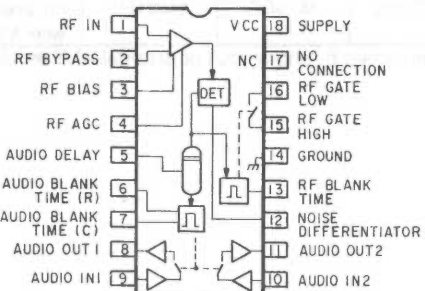 RF IN 1
RF BYPASS 2
RF BIAS 3
RF AGC 4
AUDIO DELAY 5
AUDIO BLANK
TIME (R) 6
AUDIO BLANK
TIME (C) 7
AUDIO OUT 1 8
AUDIO IN1 9
DET
VCC 18 SUPPLY
NC 17 NO
CONNECTION
16 RF GATE
LOW
15 RF GATE
HIGH
14 GROUND
13 RF BLANK
TIME
12 NOISE
DIFFERENTIATOR
11 AUDIO OUT2
10 AUDIO IN2